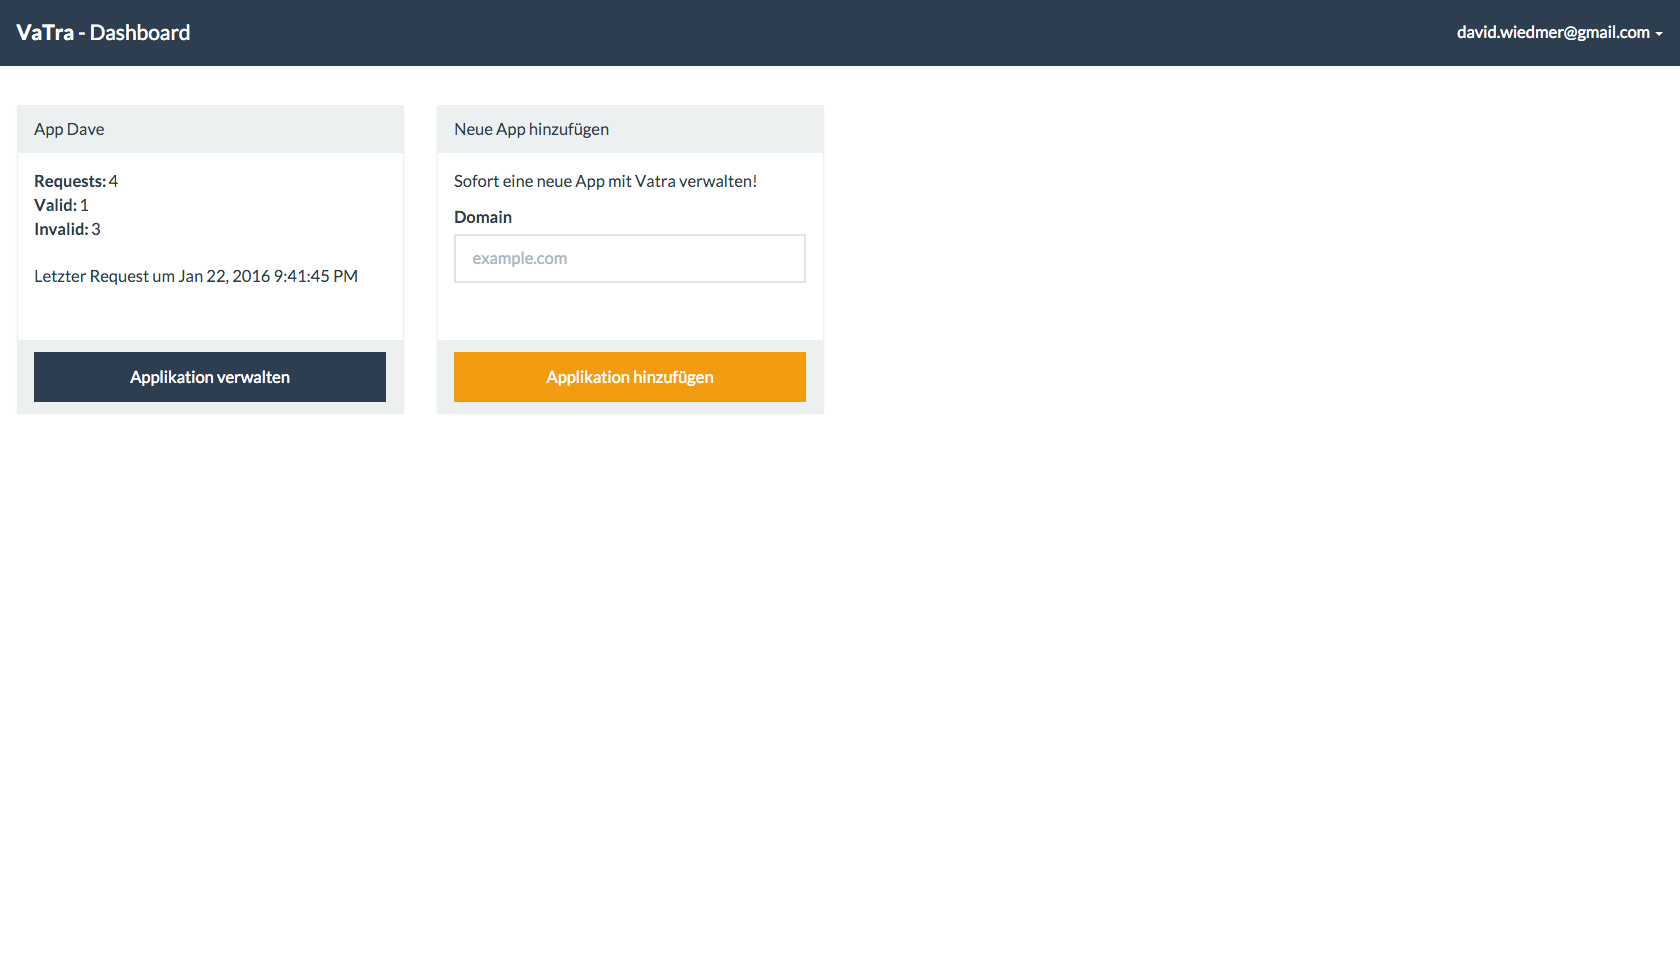 VaTra - Dashboard
david.wiedmer@gmail.com
App Dave
Requests: 4
Valid: 1
Invalid: 3
Letzter Request um Jan 22, 2016 9:41:45 PM
Applikation verwalten
Neue App hinzufügen
Sofort eine neue App mit Vatra verwalten!
Domain
example.com
Applikation hinzufügen